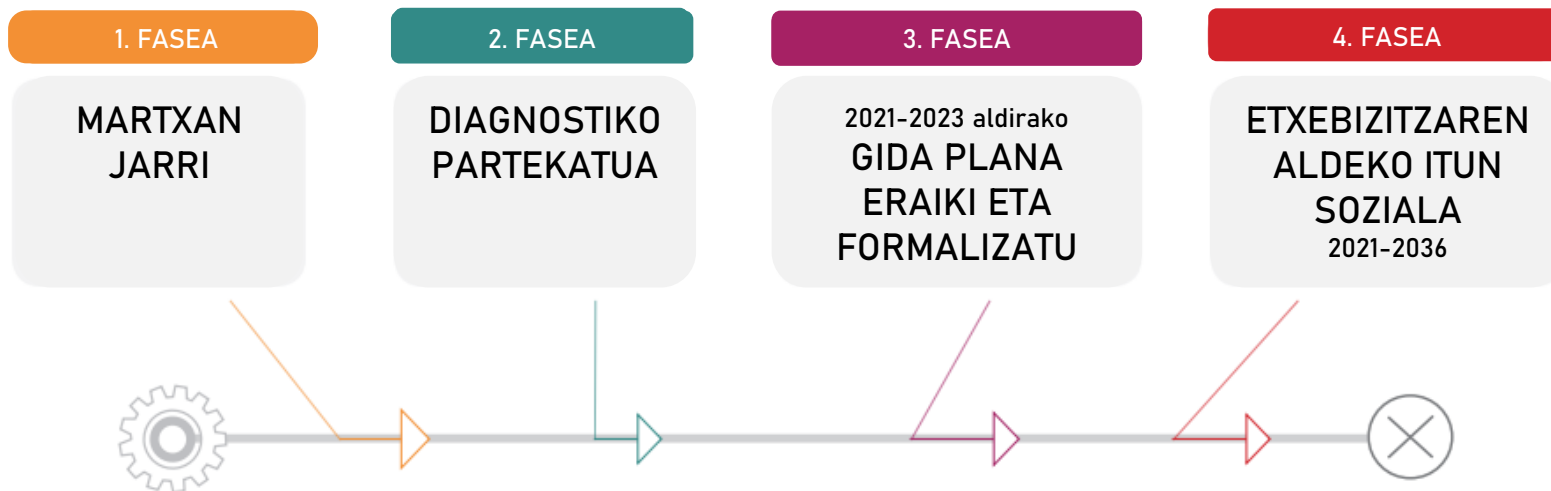 1. FASEA
MARTXAN
JARRI
2. FASEA
DIAGNOSTIKO
PARTEKATUA
3. FASEA
2021-2023 aldirako
GIDA PLANA
ERAIKI ETA
FORMALIZATU
4. FASEA
ETXEBIZITZAREN
ALDEKO ITUN
SOZIALA
2021-2036